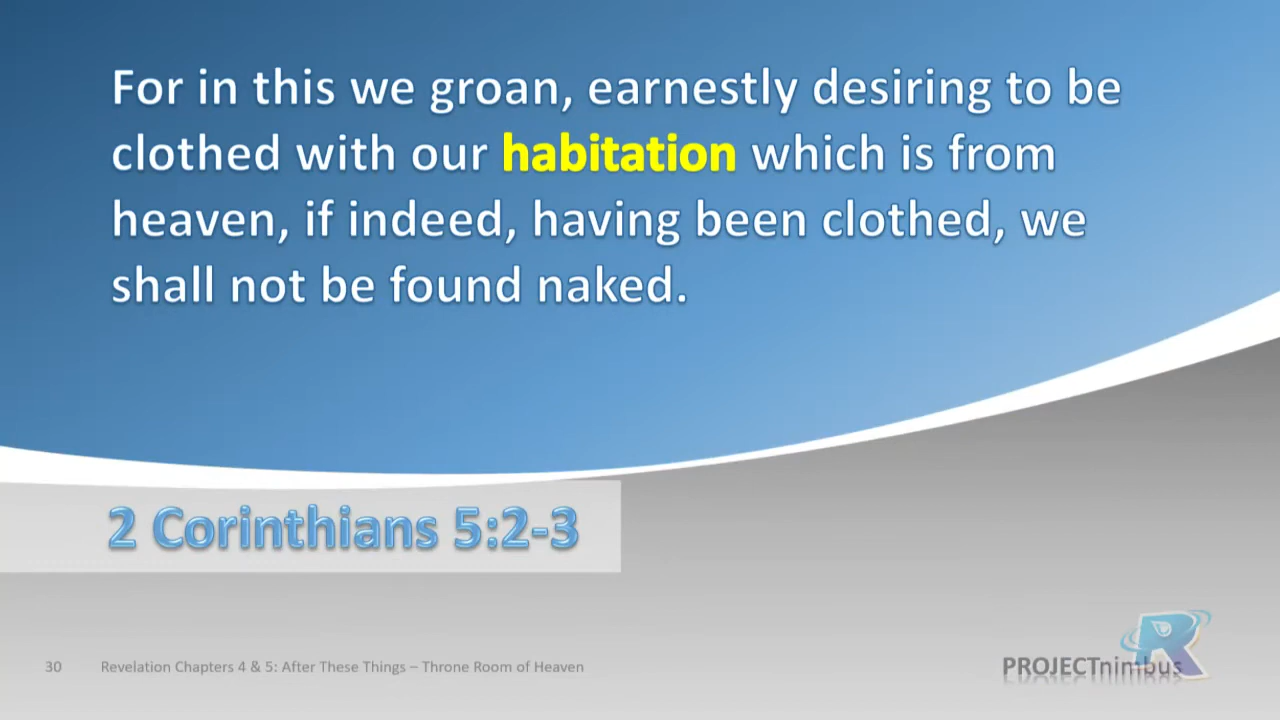 For in this we groan, earnestly desiring to be
clothed with our habitation which is from
heaven, if indeed, having been clothed, we
shall not be found naked.
2 Corinthians 5:2-3
30 Revelation Chapters 4 & 5: After These Things – Throne Room of Heaven
PROJECTnimbus
R